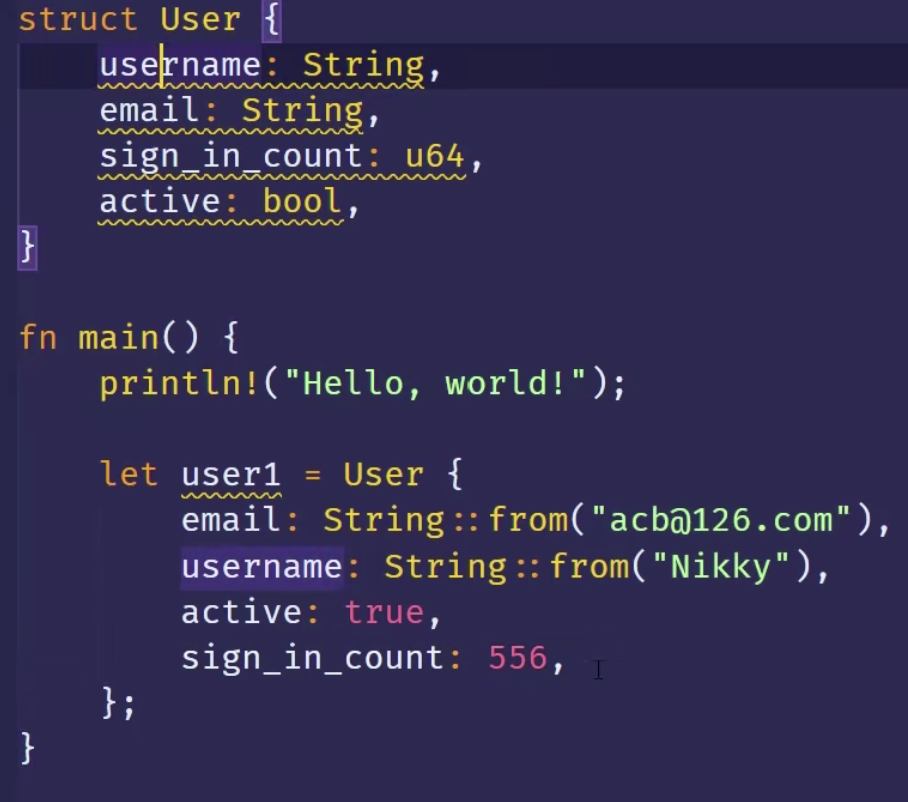 struct User {
    username: String,
    email: String,
    sign_in_count: u64,
    active: bool,
}
fn main() {
    println!("Hello, world!");
    let user1 = User {
        email: String::from("acb@126.com"),
        username: String::from("Nikky"),
        active: true,
        sign_in_count: 556,
    };
}